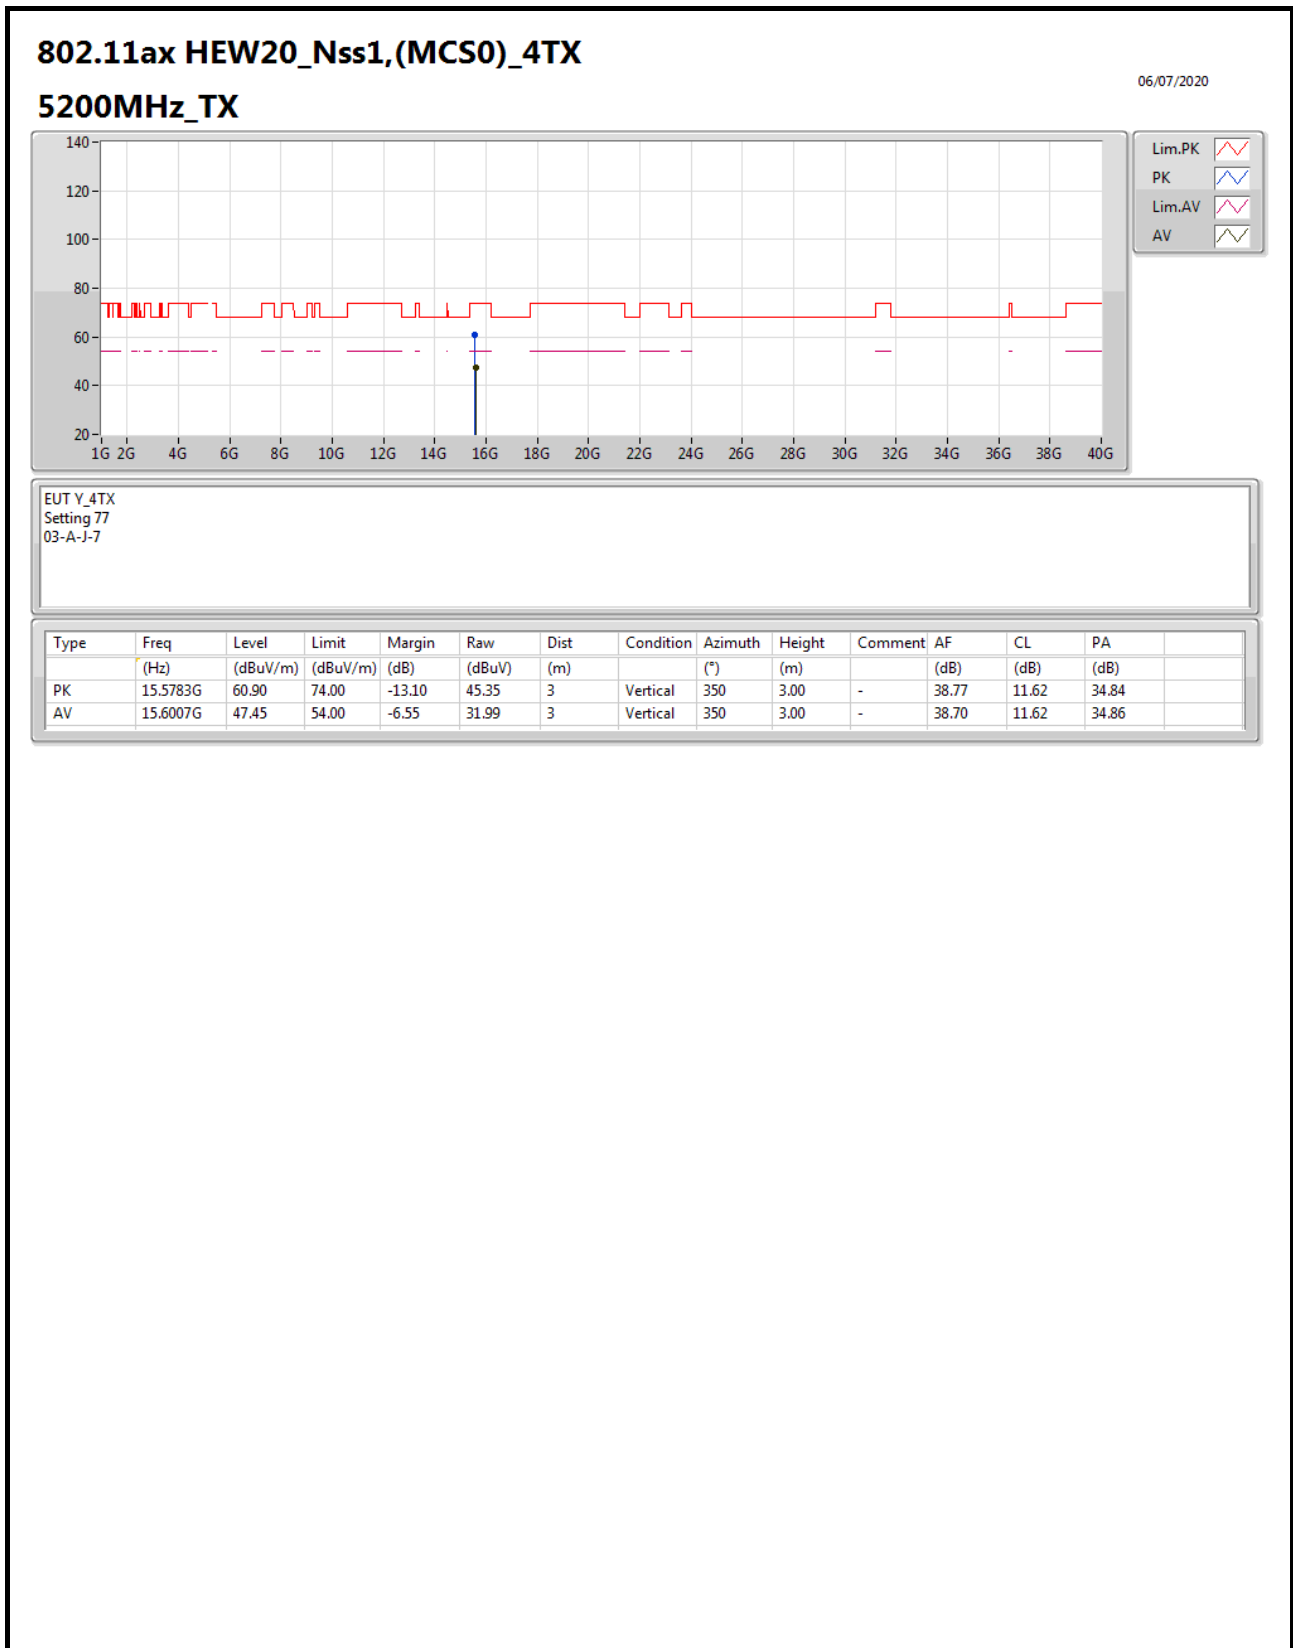 802.11ax HEW20_Nss1,(MCS0)_4TX
06/07/2020
5200MHz_TX
140
120
100
80
60
40
20
1G 2G 4G 6G 8G 10G 12G 14G 16G 18G 20G 22G 24G 26G 28G 30G 32G 34G 36G 38G 40G
Lim.PK
PK
Lim.AV
AV
EUT Y_4TX
Setting 77
03-A-J-7
Type Freq Level Limit Margin Raw Dist Condition Azimuth Height Comment AF CL PA
(Hz) (dBuV/m) (dBuV/m) (dB) (dBuV) (m) (°) (m) (dB) (dB) (dB)
PK 15.5783G 60.90 74.00 -13.10 45.35 3 Vertical 350 3.00 - 38.77 11.62 34.84
AV 15.6007G 47.45 54.00 -6.55 31.99 3 Vertical 350 3.00 - 38.70 11.62 34.86